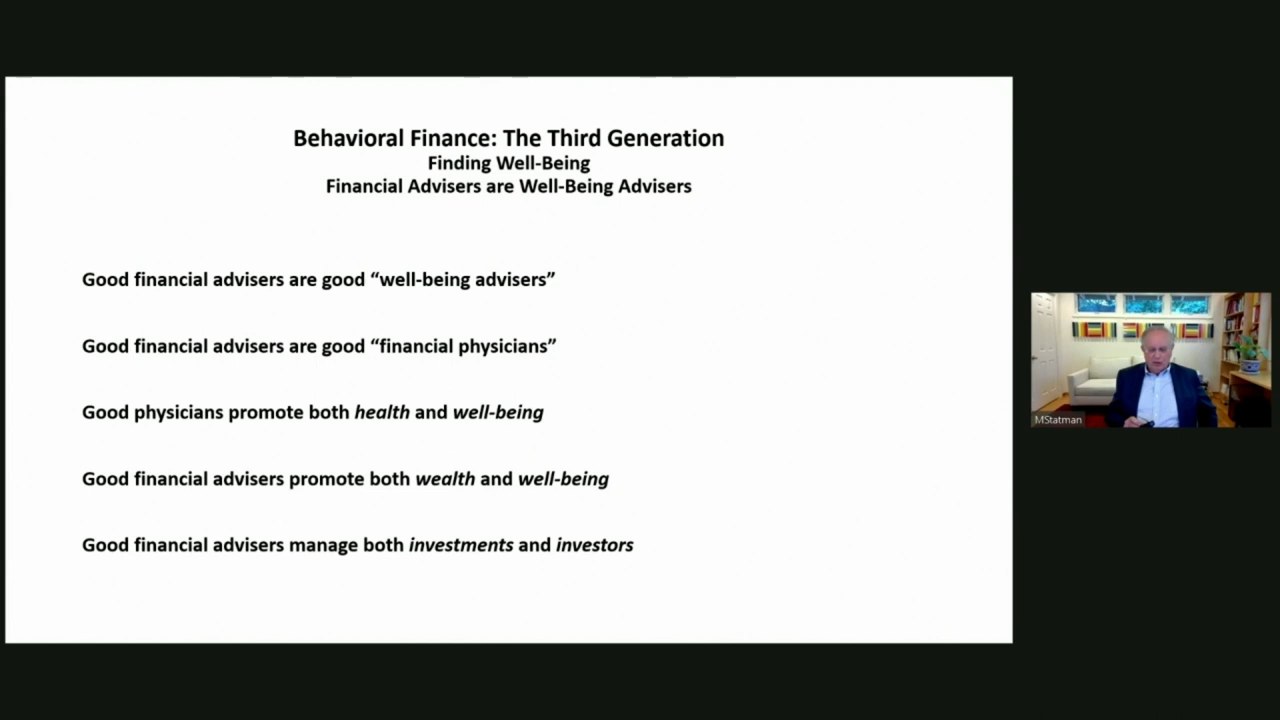 Behavioral Finance: The Third Generation
Finding Well-Being
Financial Advisers are Well-Being Advisers
Good financial advisers are good “well-being advisers”
Good financial advisers are good “financial physicians”
Good physicians promote both health and well-being
Good financial advisers promote both wealth and well-being
Good financial advisers manage both investments and investors
MStatman